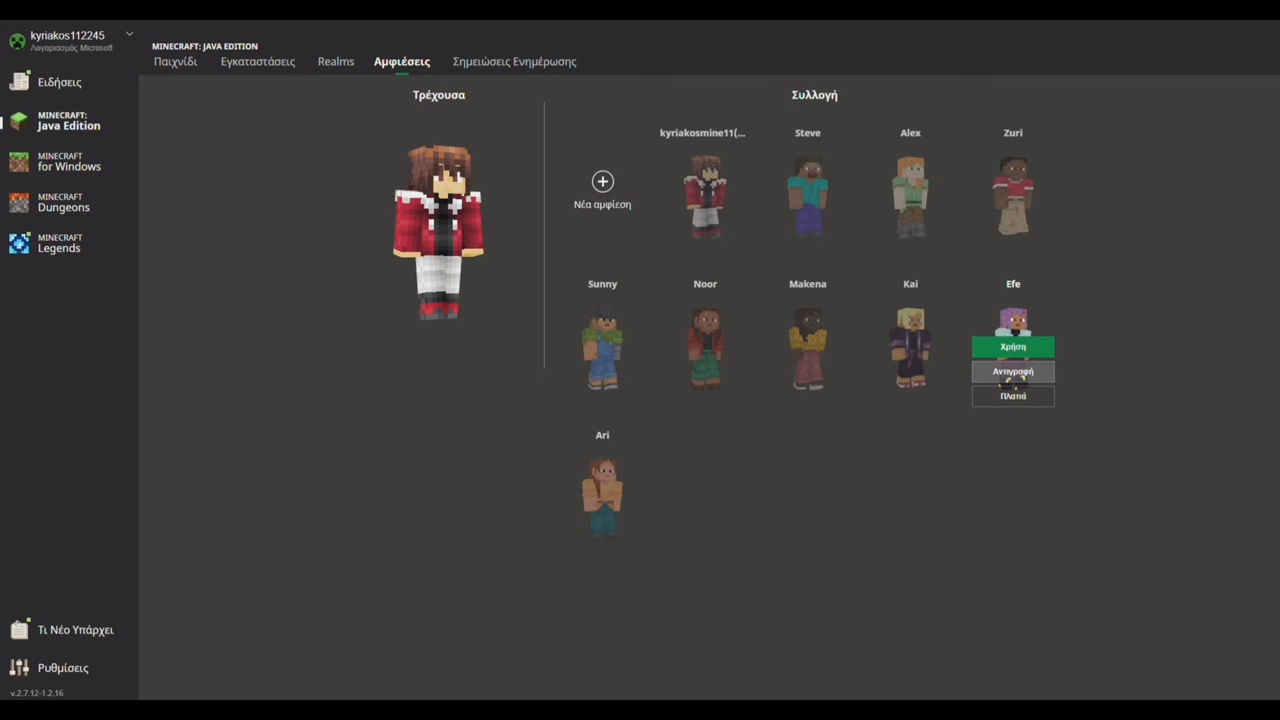 kyriakos112245
Λογαριασμός Microsoft
Ειδήσεις
MINECRAFT:
Java Edition
MINECRAFT
for Windows
MINECRAFT
Dungeons
MINECRAFT
Legends
Τι Νέο Υπάρχει
Ρυθμίσεις
v.2.7.12-1.2.16
MINECRAFT: JAVA EDITION
Παιχνίδι Εγκαταστάσεις Realms Αμφιέσεις Σημειώσεις Ενημέρωσης
Τρέχουσα
Συλλογή
Νέα αμφίεση
kyriakosmine11(... Steve Alex Zuri
Sunny Noor Makena Kai Efe
Χρήση
Αντιγραφή
Πλατιά
Ari